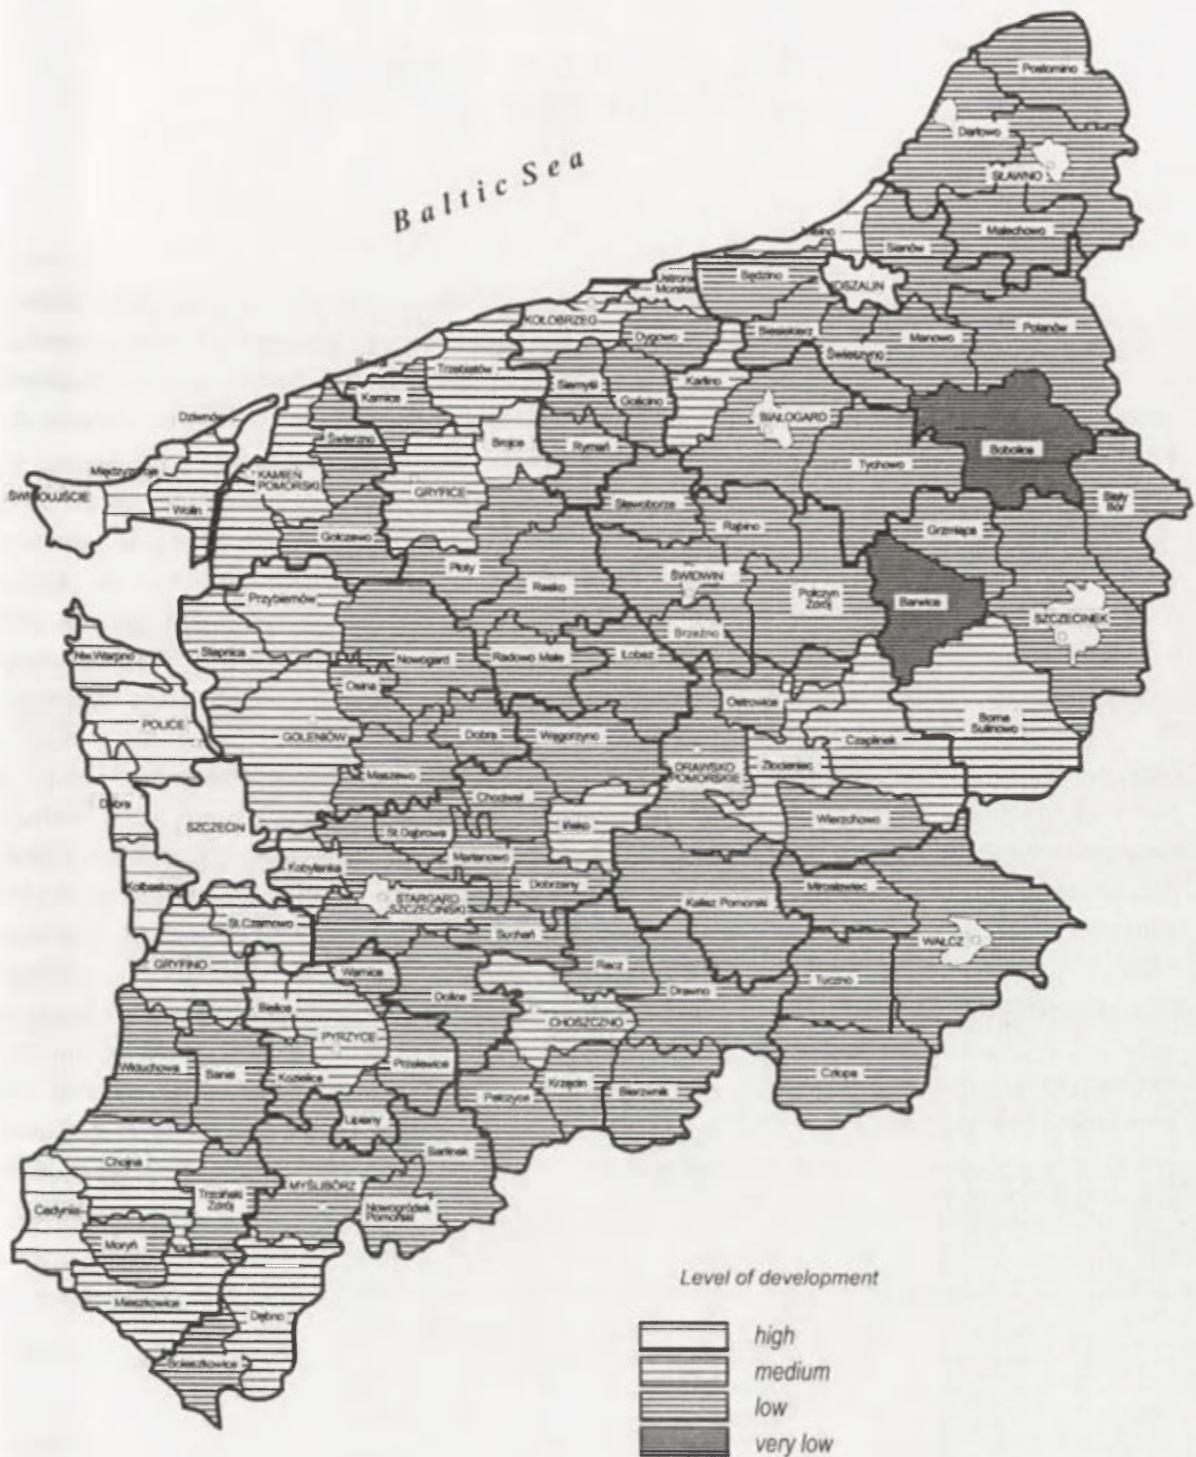 Baltic Sea
Postomino
Darłowo
SŁAWNO
Malechowo
Sianów
Będzino
Ustronie
Morskie
KOŁOBRZEG
Dygowo
Biesiekierz
Manowo
Polanów
Świeszyno
Trzebiatów
Siemyśl
Gościno
Karlino
Karnice
BIAŁOGARD
Dziwnów
Świerzno
Brojce
Rymań
Tychowo
Bobolice
Międzyzdroje
KAMIEŃ
POMORSKI
GRYFICE
ŚWINOUJŚCIE
Wolin
Sławoborze
Biały
Bór
Rąbino
Grzmiąca
Golczewo
Płoty
Resko
ŚWIDWIN
Połczyn
Zdrój
Barwice
Przybiernów
SZCZECINEK
Brzeżno
Nw.Warpno
Stepnica
Nowogard
Radowo Małe
Łobez
Osina
Ostrowice
Borne
Sulinowo
POLICE
GOLENIÓW
Dobra
Węgorzyno
Czaplinek
DRAWSKO
POMORSKIE
Złocieniec
Maszewo
Chociwel
Dobra
SZCZECIN
St.Dąbrowa
Ińsko
Wierzchowo
Marianowo
Kobylanka
Dobrzany
Mirosławiec
Kołbaskowo
STARGARD
SZCZECIŃSKI
Kalisz Pomorski
St.Czarnowo
Suchań
WAŁCZ
GRYFINO
Warnice
Recz
Tuczno
Drawno
Bielice
Dolice
CHOSZCZNO
PYRZYCE
Widuchowa
Banie
Kozielice
Przelewice
Krzęcin
Bierzwnik
Człopa
Pełczyce
Lipiany
Barlinek
Chojna
MYŚLIBÓRZ
Trzcińsko
Zdrój
Nowogródek
Pomorski
Cedynia
Moryń
Mieszkowice
Dębno
Boleszkowice
Level of development
high
medium
low
very low